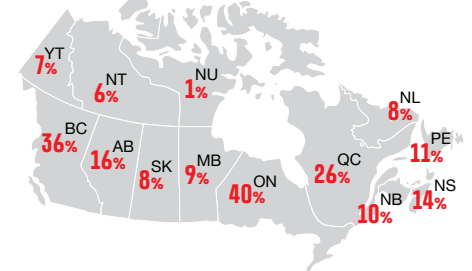 YT
7%
NT
6%
NU
1%
NL
8%
BC
36%
AB
16%
SK
8%
MB
9%
ON
40%
QC
26%
PE
11%
NB
10%
NS
14%